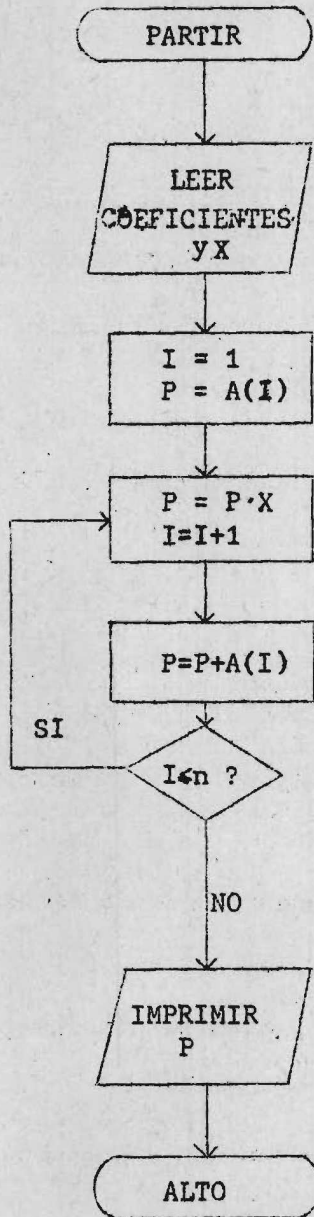 PARTIR
LEER
COEFICIENTES
y X
I = 1
P = A(I)
P = P·X
I=I+1
P=P+A(I)
SI
I≤n ?
NO
IMPRIMIR
P
ALTO